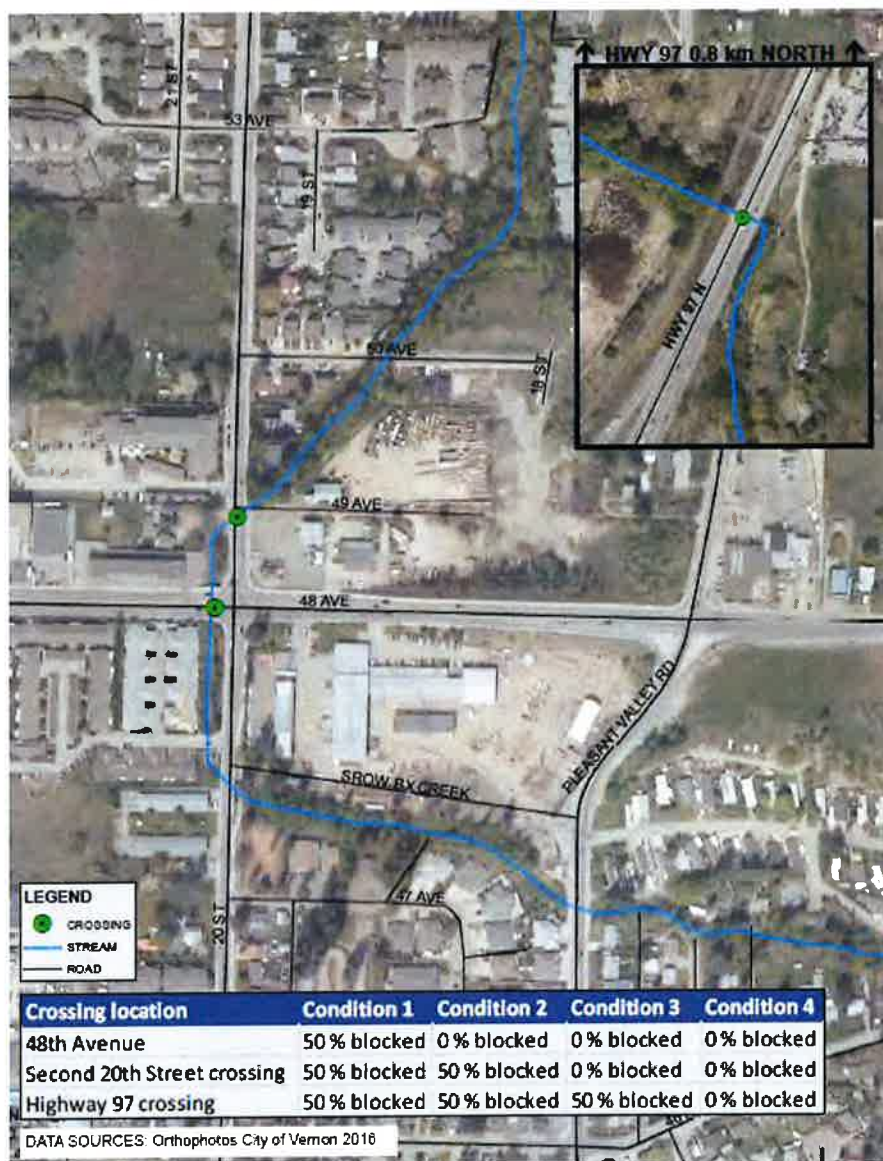 HWY 97 0.8 km NORTH
21 ST
53 AVE
19 ST
HWY 97 N
50 AVE
18 ST
49 AVE
48 AVE
PLEASANT VALLEY RD
SROW BX CREEK
47 AVE
20 ST
LEGEND
CROSSING
STREAM
ROAD
Crossing location Condition 1 Condition 2 Condition 3 Condition 4
48th Avenue 50 % blocked 0 % blocked 0 % blocked 0 % blocked
Second 20th Street crossing 50 % blocked 50 % blocked 0 % blocked 0 % blocked
Highway 97 crossing 50 % blocked 50 % blocked 50 % blocked 0 % blocked
DATA SOURCES: Orthophotos City of Vernon 2016